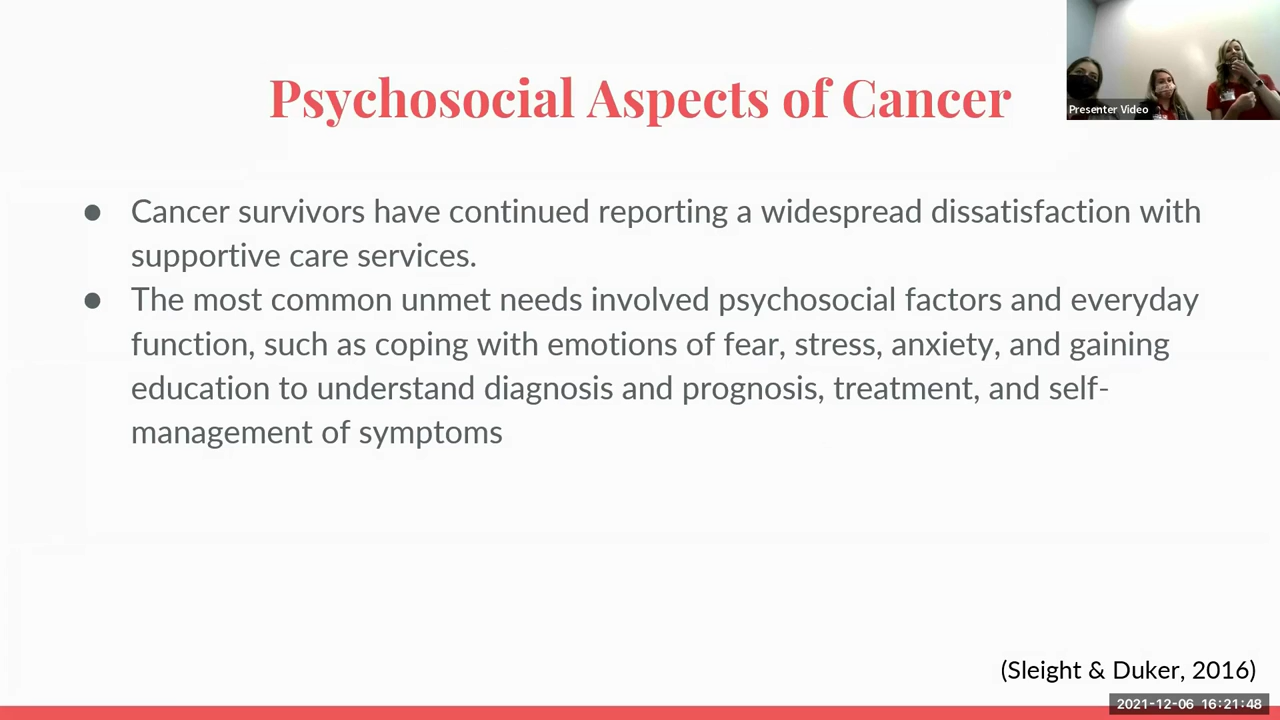 Psychosocial Aspects of Cancer
Presenter Video
● Cancer survivors have continued reporting a widespread dissatisfaction with
supportive care services.
● The most common unmet needs involved psychosocial factors and everyday
function, such as coping with emotions of fear, stress, anxiety, and gaining
education to understand diagnosis and prognosis, treatment, and self-
management of symptoms
(Sleight & Duker, 2016)
2021-12-06 16:21:48